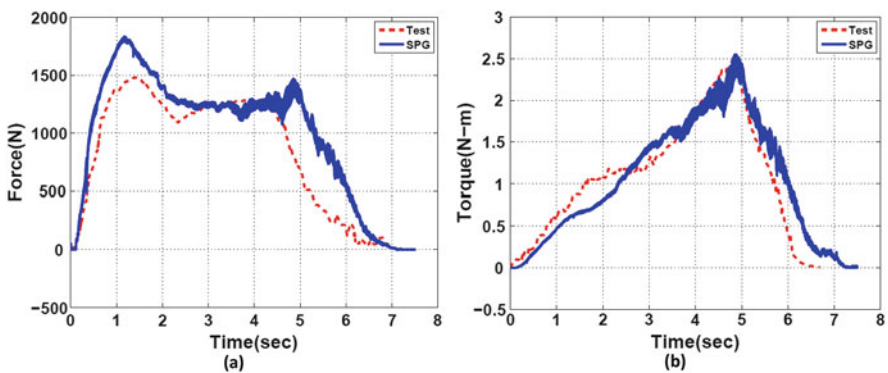 (a)
2000
1500
1000
500
0
−500
Force(N)
Test
SPG
0 1 2 3 4 5 6 7 8
Time(sec)
(a)
(b)
3
2.5
2
1.5
1
0.5
0
−0.5
Torque(N−m)
Test
SPG
0 1 2 3 4 5 6 7 8
Time(sec)
(b)